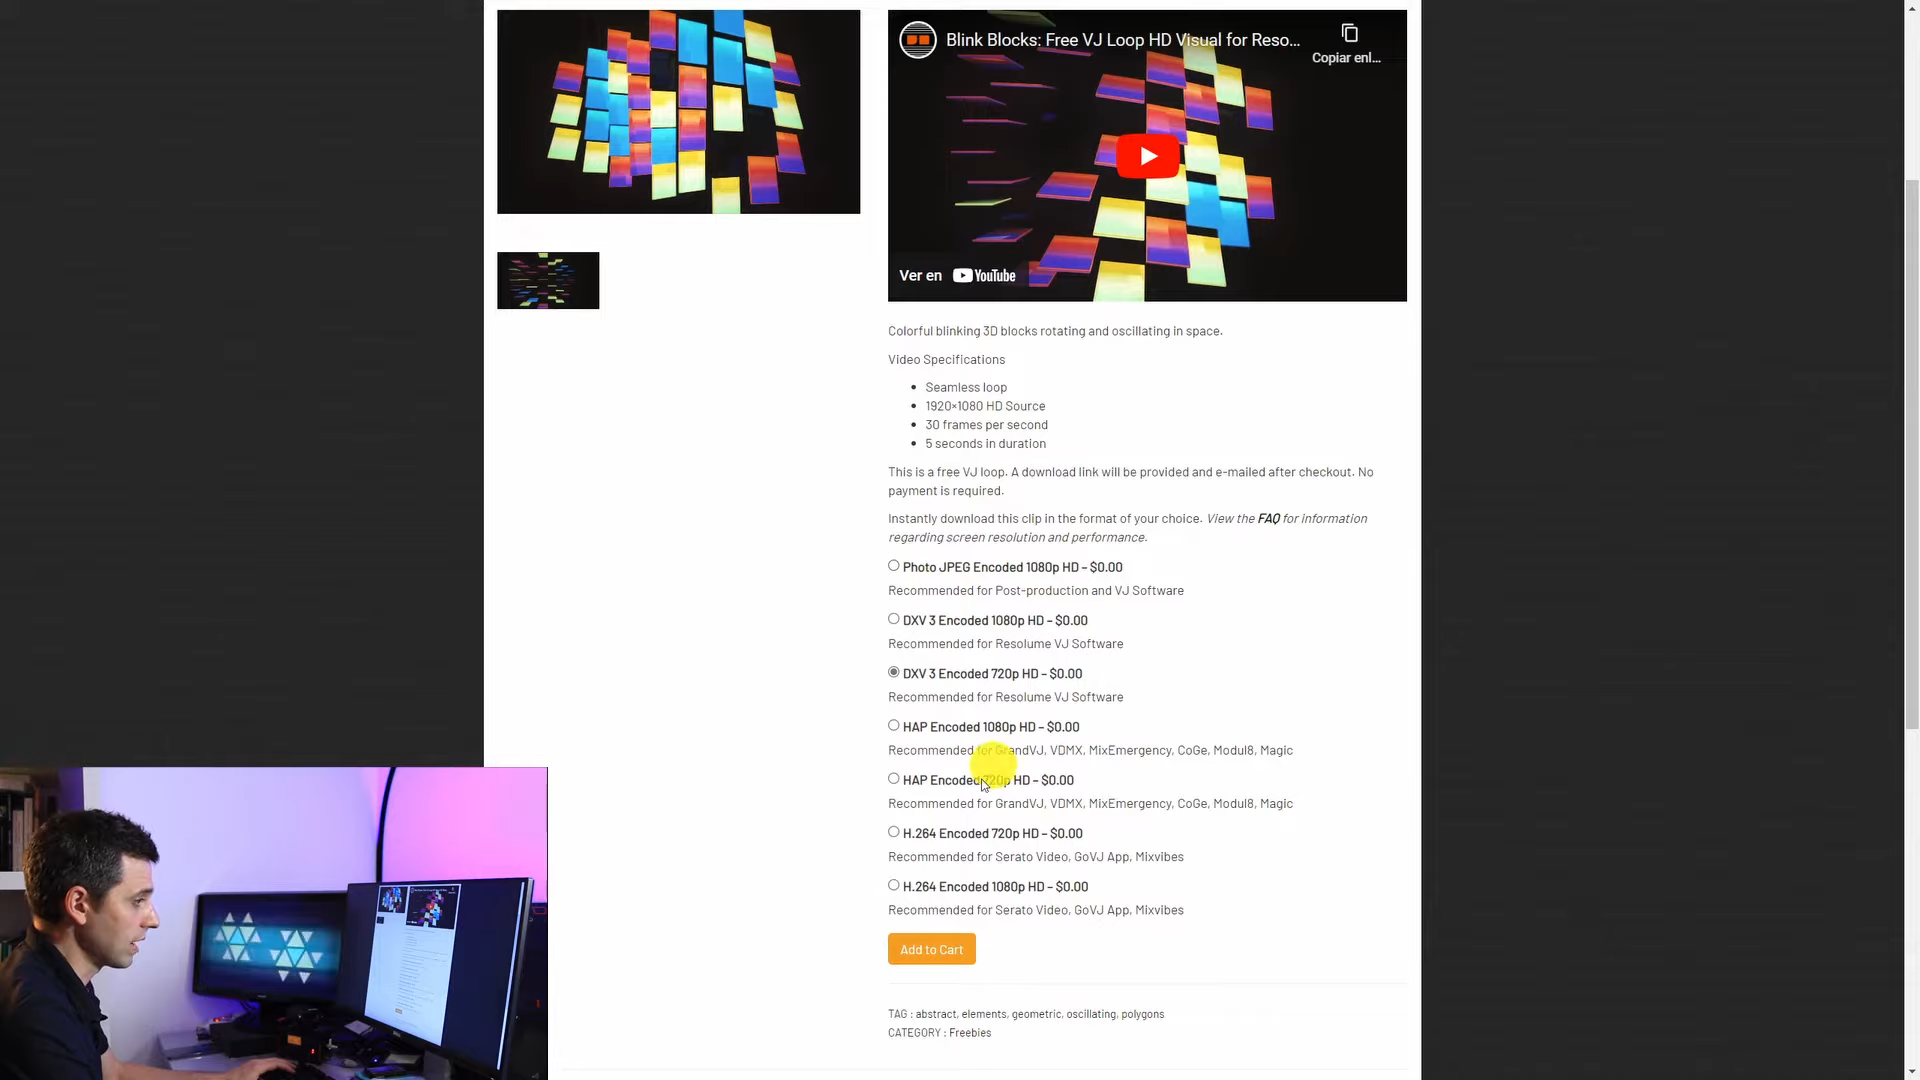 Blink Blocks: Free VJ Loop HD Visual for Reso...
Copiar enl...
Ver en YouTube
Colorful blinking 3D blocks rotating and oscillating in space.
Video Specifications
Seamless loop
1920×1080 HD Source
30 frames per second
5 seconds in duration
This is a free VJ loop. A download link will be provided and e-mailed after checkout. No
payment is required.
Instantly download this clip in the format of your choice. View the FAQ for information
regarding screen resolution and performance.
Photo JPEG Encoded 1080p HD – $0.00
Recommended for Post-production and VJ Software
DXV 3 Encoded 1080p HD – $0.00
Recommended for Resolume VJ Software
DXV 3 Encoded 720p HD – $0.00
Recommended for Resolume VJ Software
HAP Encoded 1080p HD – $0.00
Recommended for GrandVJ, VDMX, MixEmergency, CoGe, Modul8, Magic
HAP Encoded 720p HD – $0.00
Recommended for GrandVJ, VDMX, MixEmergency, CoGe, Modul8, Magic
H.264 Encoded 720p HD – $0.00
Recommended for Serato Video, GoVJ App, Mixvibes
H.264 Encoded 1080p HD – $0.00
Recommended for Serato Video, GoVJ App, Mixvibes
Add to Cart
TAG : abstract, elements, geometric, oscillating, polygons
CATEGORY : Freebies